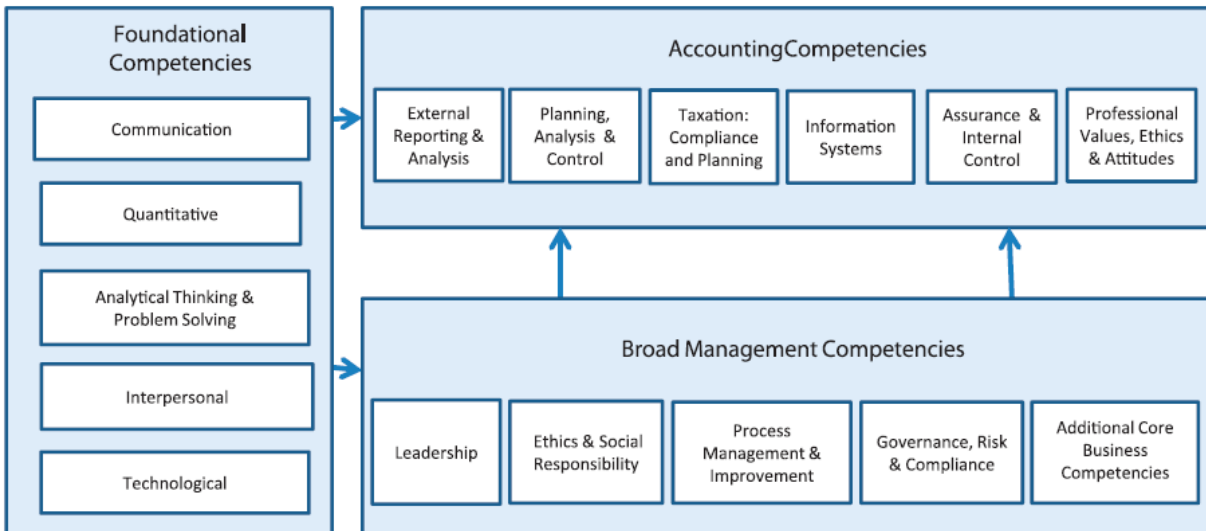 Foundational
Competencies
Communication
Quantitative
Analytical Thinking &
Problem Solving
Interpersonal
Technological
AccountingCompetencies
External
Reporting &
Analysis
Planning,
Analysis &
Control
Taxation:
Compliance
and Planning
Information
Systems
Assurance &
Internal
Control
Professional
Values, Ethics
& Attitudes
Broad Management Competencies
Leadership
Ethics & Social
Responsibility
Process
Management &
Improvement
Governance, Risk
& Compliance
Additional Core
Business
Competencies